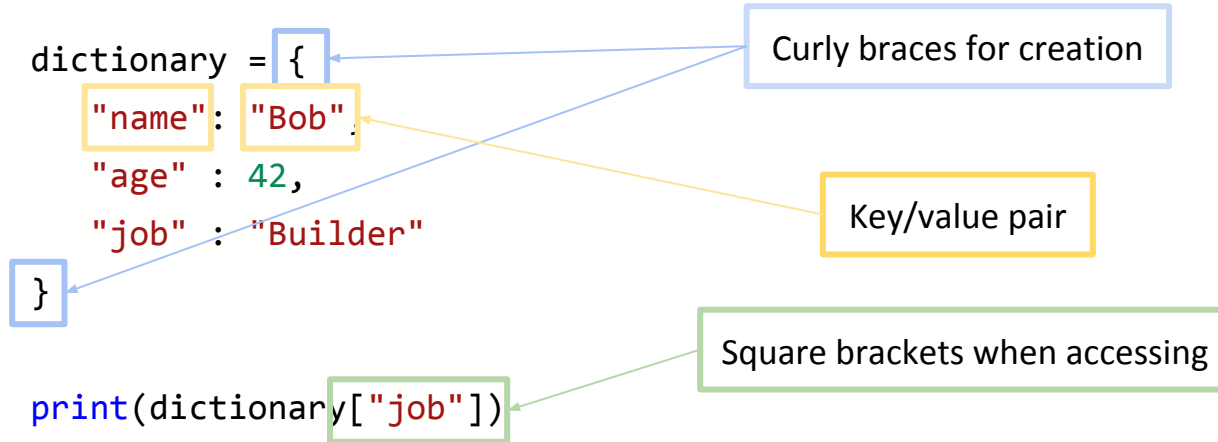 dictionary = {
"name": "Bob",
"age" : 42,
"job" : "Builder"
}
print(dictionary["job"])
Curly braces for creation
Key/value pair
Square brackets when accessing